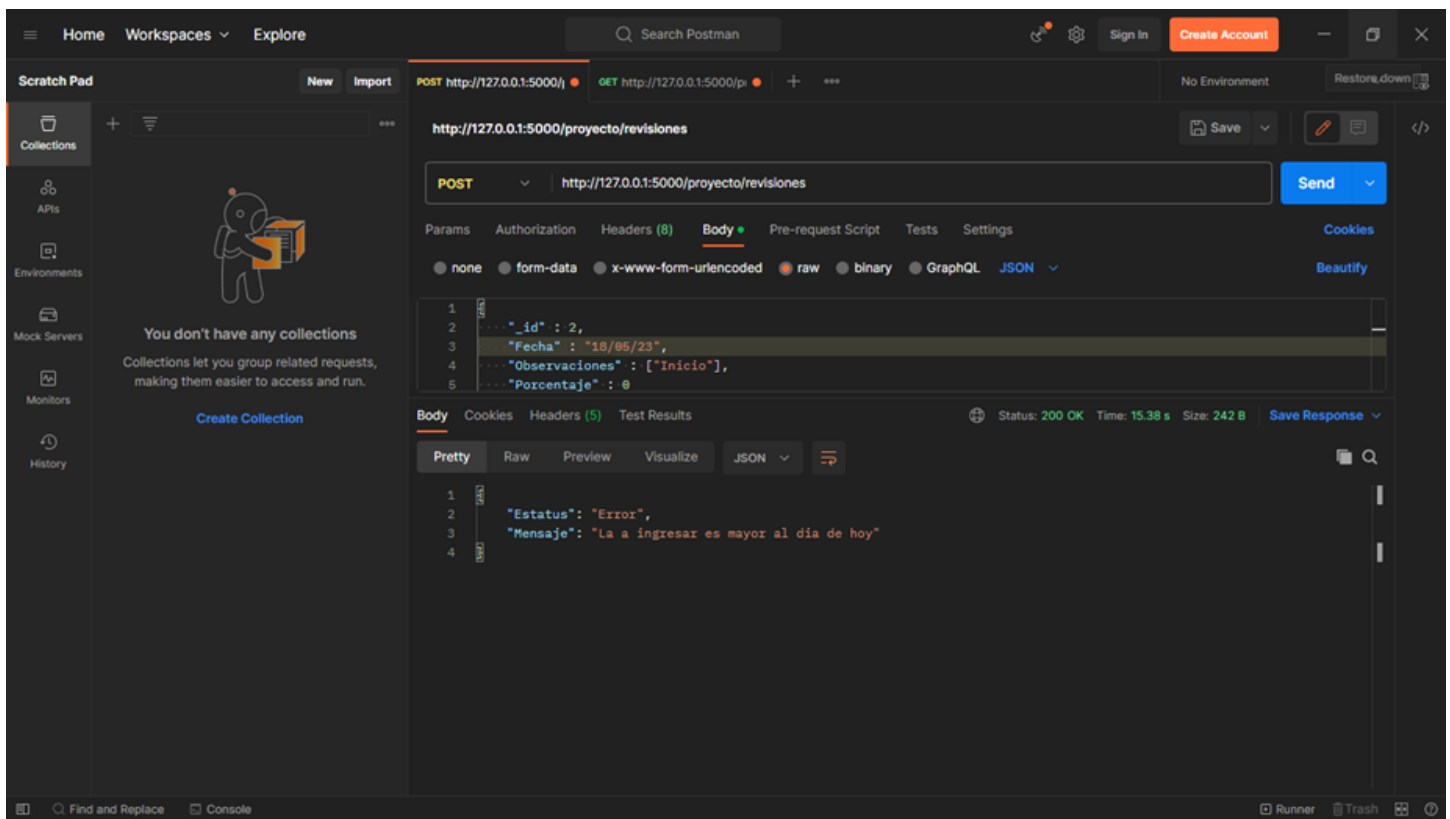 Home Workspaces Explore Search Postman Sign In Create Account
Scratch Pad New Import POST http://127.0.0.1:5000/p GET http://127.0.0.1:5000/pr No Environment Restore down
http://127.0.0.1:5000/proyecto/revisiones Save
Collections
POST http://127.0.0.1:5000/proyecto/revisiones Send
APIs
Params Authorization Headers (8) Body Pre-request Script Tests Settings Cookies
Environments
none form-data x-www-form-urlencoded raw binary GraphQL JSON Beautify
1 {
Mock Servers
You don't have any collections
2 "_id" : 2,
3 "Fecha" : "18/05/23",
Collections let you group related requests,
4 "Observaciones" : ["Inicio"],
making them easier to access and run.
5 "Porcentaje" : 0
Monitors
Create Collection
Body Cookies Headers (5) Test Results Status: 200 OK Time: 15.38 s Size: 242 B Save Response
History
Pretty Raw Preview Visualize JSON
1 {
2 "Estatus": "Error",
3 "Mensaje": "La a ingresar es mayor al dia de hoy"
4 }
Find and Replace Console Runner Trash